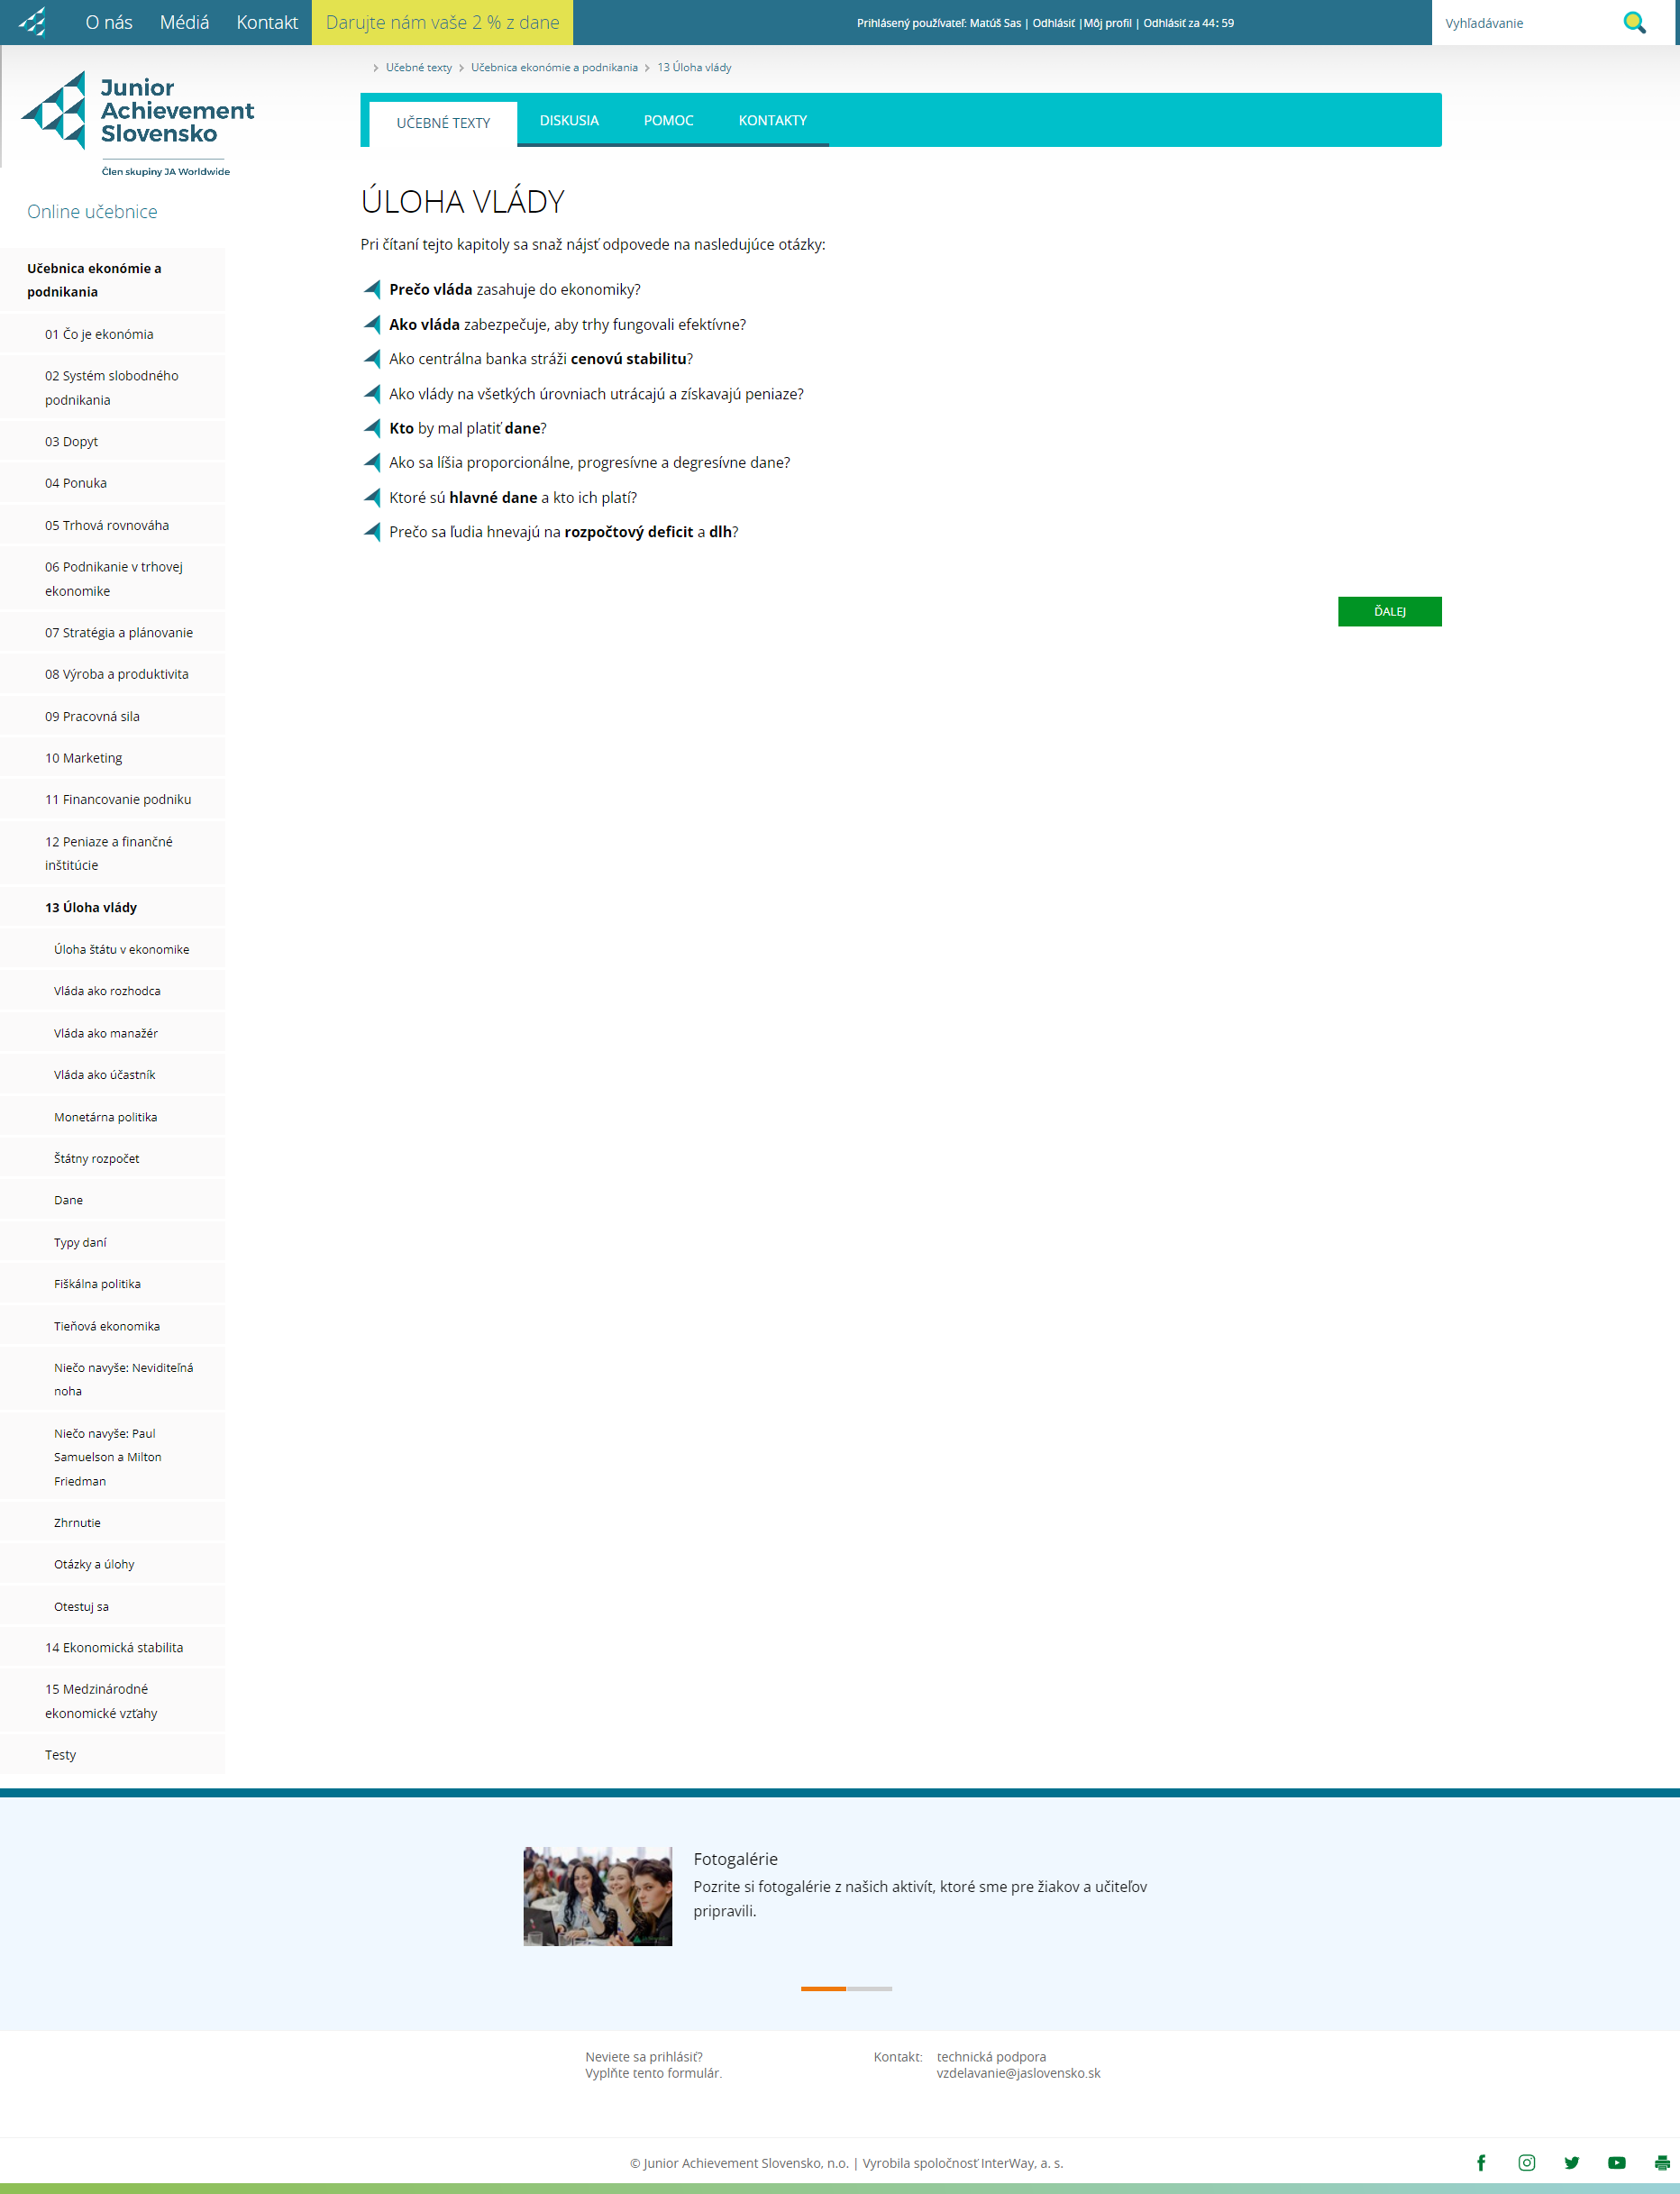 O nás Médiá Kontakt Darujte nám vaše 2 % z dane Prihlásený používateľ: Matúš Sas | Odhlásiť |Môj profil | Odhlásiť za 44: 59 Vyhľadávanie
Junior
Achievement
Slovensko
Člen skupiny JA Worldwide
Učebné texty Učebnica ekonómie a podnikania 13 Úloha vlády
UČEBNÉ TEXTY DISKUSIA POMOC KONTAKTY
ÚLOHA VLÁDY
Pri čítaní tejto kapitoly sa snaž nájsť odpovede na nasledujúce otázky:
Prečo vláda zasahuje do ekonomiky?
Ako vláda zabezpečuje, aby trhy fungovali efektívne?
Ako centrálna banka stráži cenovú stabilitu?
Ako vlády na všetkých úrovniach utrácajú a získavajú peniaze?
Kto by mal platiť dane?
Ako sa líšia proporcionálne, progresívne a degresívne dane?
Ktoré sú hlavné dane a kto ich platí?
Prečo sa ľudia hnevajú na rozpočtový deficit a dlh?
ĎALEJ
Online učebnice
Učebnica ekonómie a
podnikania
01 Čo je ekonómia
02 Systém slobodného
podnikania
03 Dopyt
04 Ponuka
05 Trhová rovnováha
06 Podnikanie v trhovej
ekonomike
07 Stratégia a plánovanie
08 Výroba a produktivita
09 Pracovná sila
10 Marketing
11 Financovanie podniku
12 Peniaze a finančné
inštitúcie
13 Úloha vlády
Úloha štátu v ekonomike
Vláda ako rozhodca
Vláda ako manažér
Vláda ako účastník
Monetárna politika
Štátny rozpočet
Dane
Typy daní
Fiškálna politika
Tieňová ekonomika
Niečo navyše: Neviditeľná
noha
Niečo navyše: Paul
Samuelson a Milton
Friedman
Zhrnutie
Otázky a úlohy
Otestuj sa
14 Ekonomická stabilita
15 Medzinárodné
ekonomické vzťahy
Testy
Fotogalérie
Pozrite si fotogalérie z našich aktivít, ktoré sme pre žiakov a učiteľov
pripravili.
Neviete sa prihlásiť?
Vyplňte tento formulár.
Kontakt: technická podpora
vzdelavanie@jaslovensko.sk
© Junior Achievement Slovensko, n.o. | Vyrobila spoločnosť InterWay, a. s.